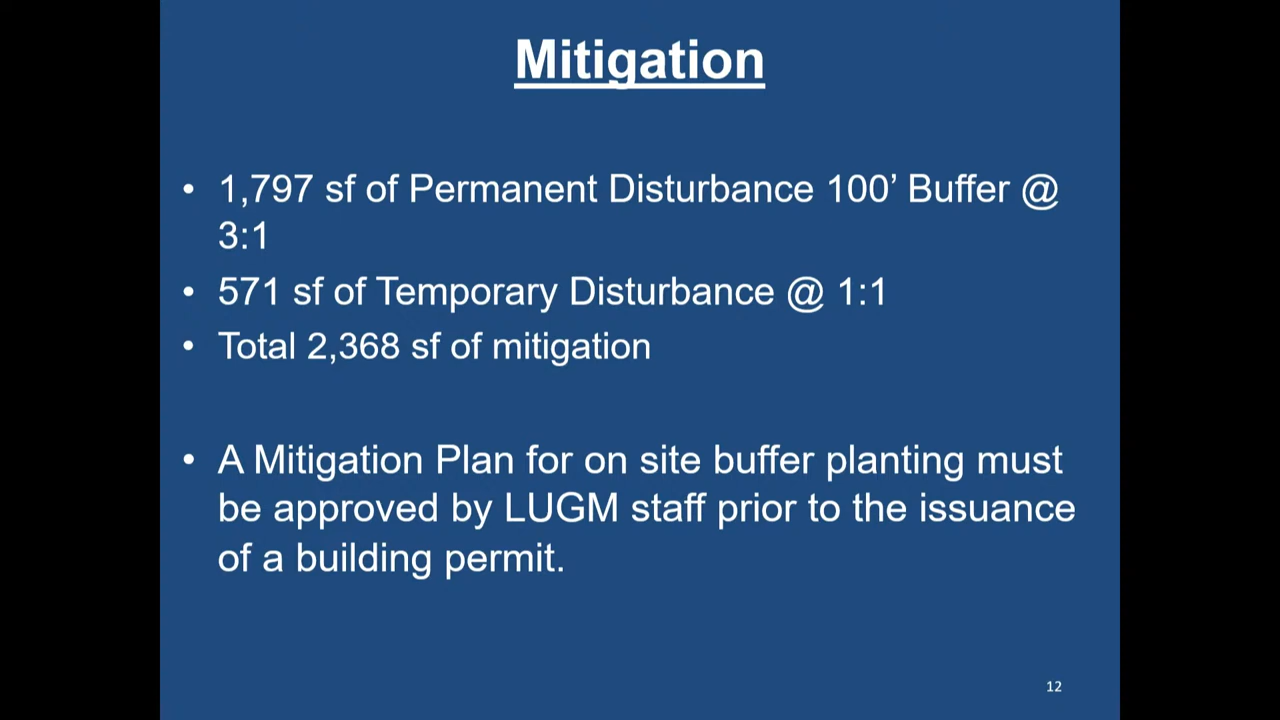 Mitigation
• 1,797 sf of Permanent Disturbance 100’ Buffer @
3:1
• 571 sf of Temporary Disturbance @ 1:1
• Total 2,368 sf of mitigation
• A Mitigation Plan for on site buffer planting must
be approved by LUGM staff prior to the issuance
of a building permit.
12